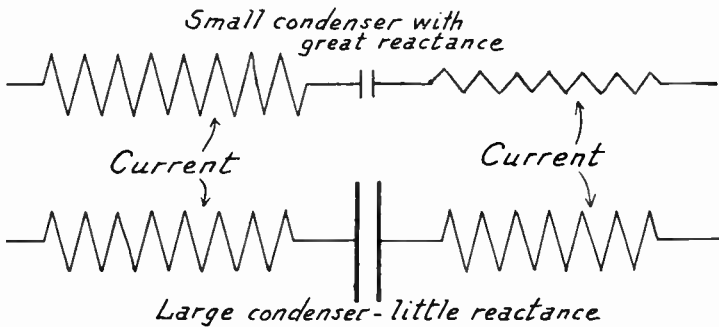 Small condenser with
great reactance
Current
Current
Large condenser - little reactance